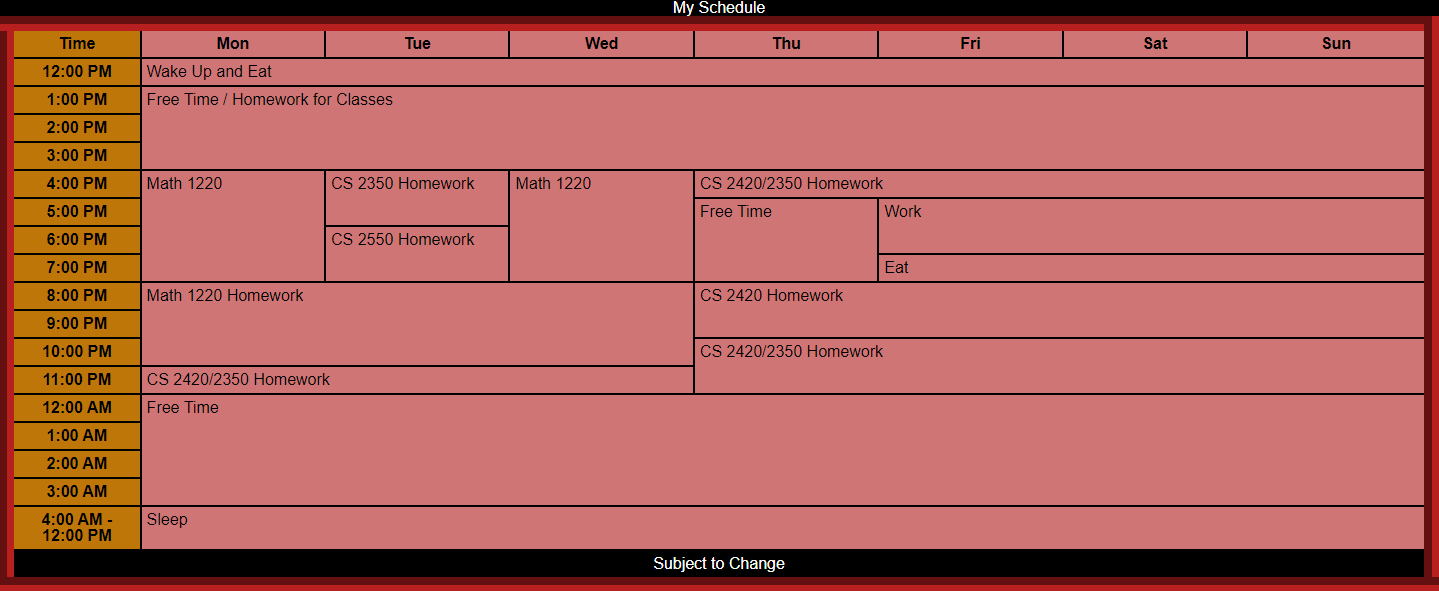 My Schedule
Time Mon Tue Wed Thu Fri Sat Sun
12:00 PM Wake Up and Eat
1:00 PM Free Time / Homework for Classes
2:00 PM
3:00 PM
4:00 PM Math 1220 CS 2350 Homework Math 1220 CS 2420/2350 Homework
5:00 PM Free Time Work
6:00 PM CS 2550 Homework
7:00 PM Eat
8:00 PM Math 1220 Homework CS 2420 Homework
9:00 PM
10:00 PM CS 2420/2350 Homework
11:00 PM CS 2420/2350 Homework
12:00 AM Free Time
1:00 AM
2:00 AM
3:00 AM
4:00 AM - Sleep
12:00 PM
Subject to Change